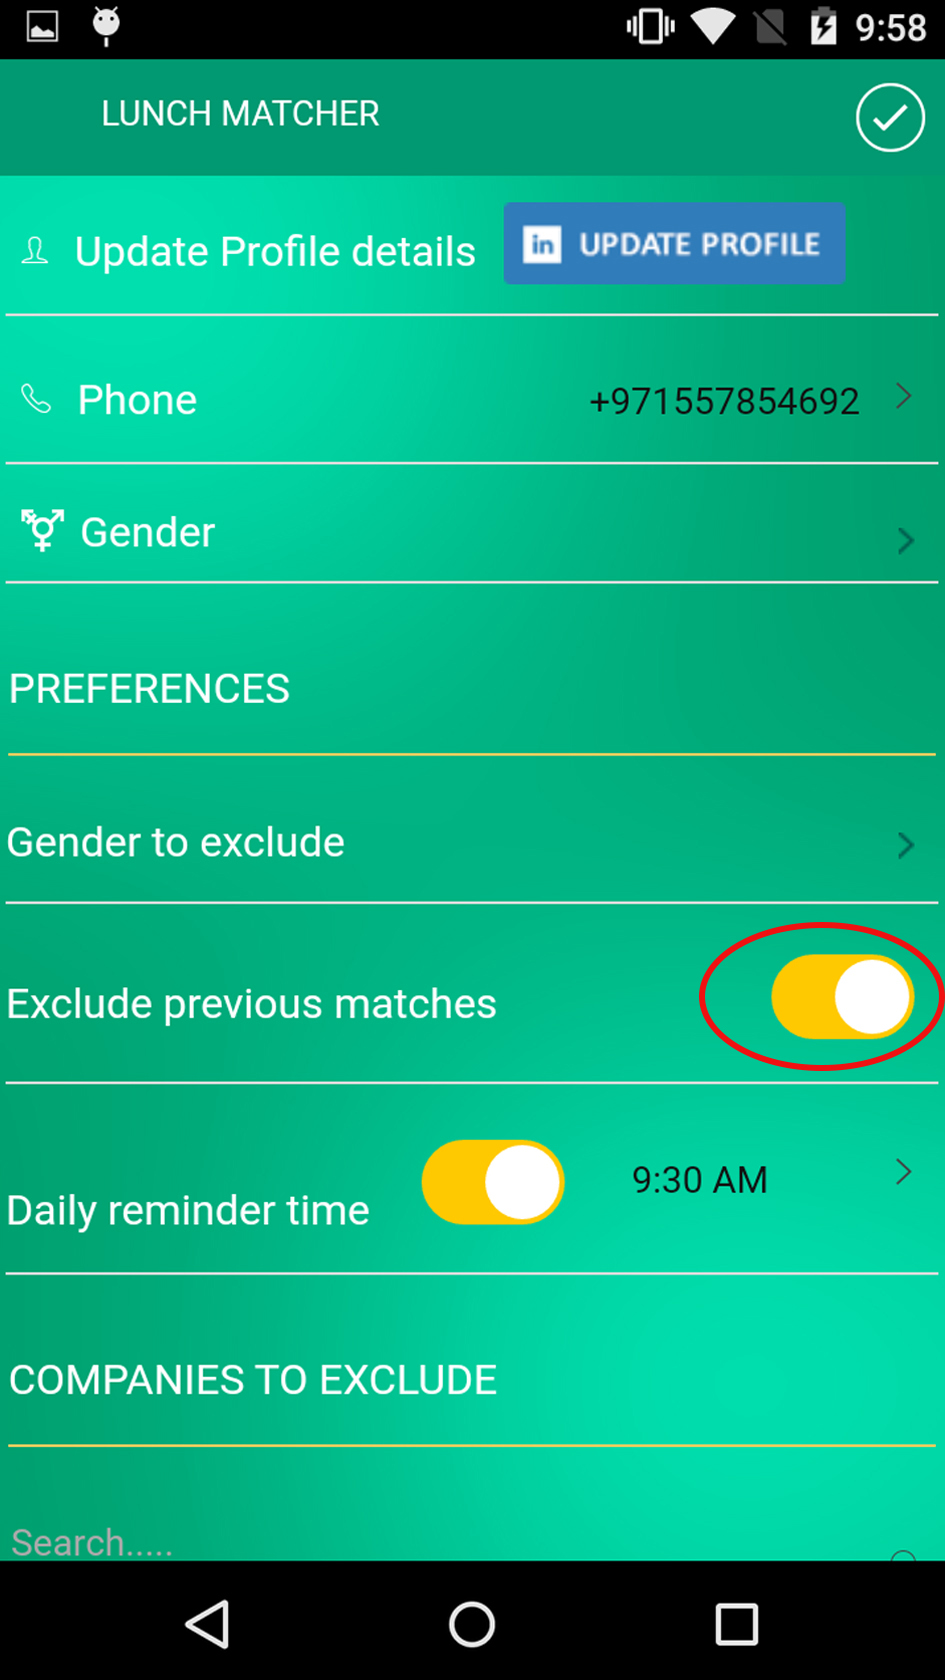 9:58
LUNCH MATCHER
Update Profile details
in UPDATE PROFILE
Phone
+971557854692
Gender
PREFERENCES
Gender to exclude
Exclude previous matches
Daily reminder time
9:30 AM
COMPANIES TO EXCLUDE
Search.....